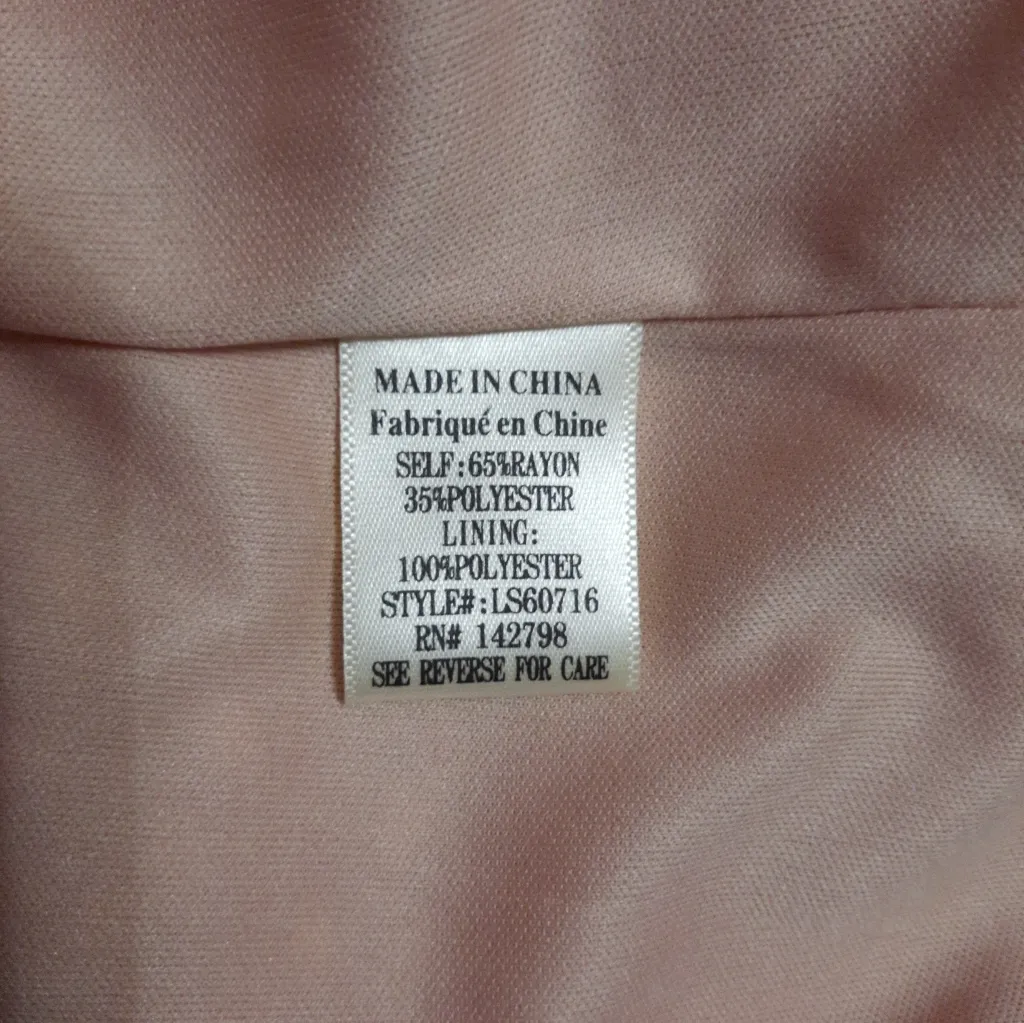 MADE IN CHINA
Fabriqué en Chine
SELF:65%RAYON
35%POLYESTER
LINING:
100%POLYESTER
STYLE#:LS60716
RN# 142798
SEE REVERSE FOR CARE